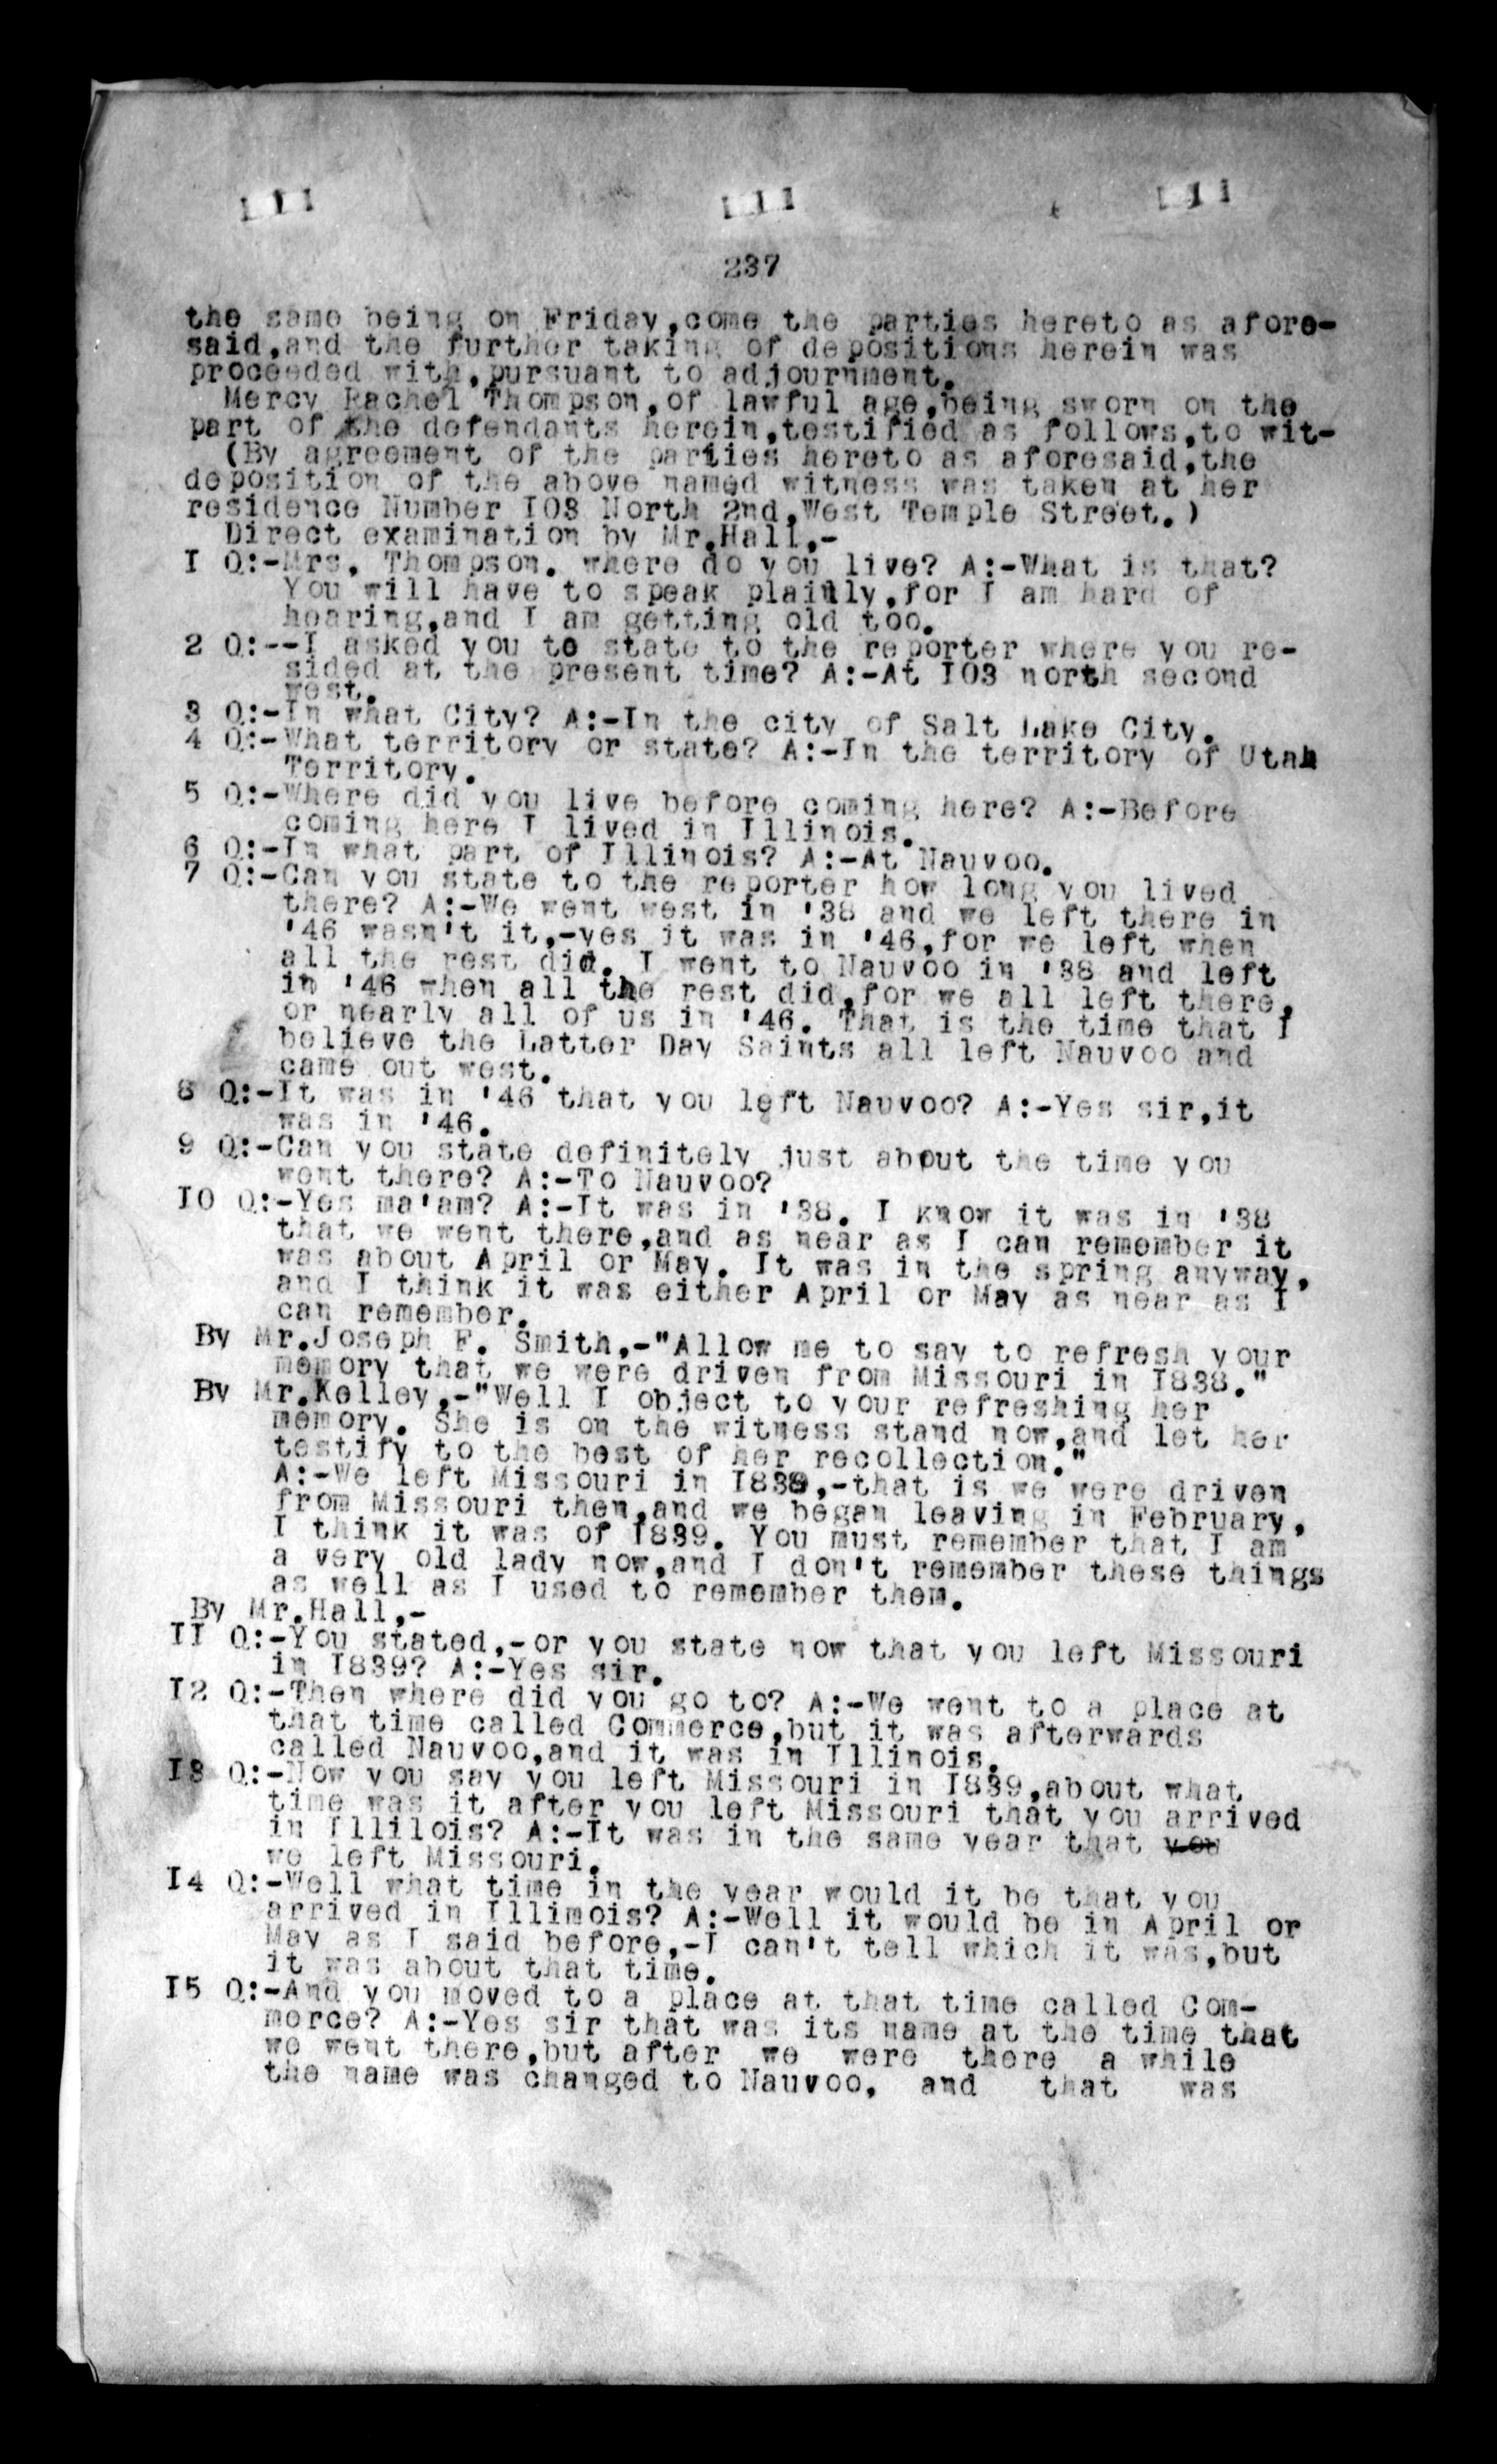 237
the same being on Friday,come the parties hereto as afore-
said,and the further taking of depositions herein was
proceeded with,pursuant to adjournment.
Mercy Rachel Thompson,of lawful age,being sworn on the
part of the defendants herein,testified as follows,to wit-
(By agreement of the parties hereto as aforesaid,the
deposition of the above named witness was taken at her
residence Number I03 North 2nd,West Temple Street.)
Direct examination by Mr.Hall,-
I Q:-Mrs. Thompson. where do you live? A:-What is that?
You will have to speak plainly,for I am hard of
hearing,and I am getting old too.
2 Q:--I asked you to state to the reporter where you re-
sided at the present time? A:-At I03 north second
west.
3 Q:-In what City? A:-In the city of Salt Lake City.
4 Q:-What territory or state? A:-In the territory of Utah
Territory.
5 Q:-Where did you live before coming here? A:-Before
coming here I lived in Illinois.
6 Q:-In what part of Illinois? A:-At Nauvoo.
7 Q:-Can you state to the reporter how long you lived
there? A:-We went west in '38 and we left there in
'46 wasn't it,-yes it was in '46,for we left when
all the rest did. I went to Nauvoo in '38 and left
in '46 when all the rest did,for we all left there,
or nearly all of us in '46. That is the time that I
believe the Latter Day Saints all left Nauvoo and
came out west.
8 Q:-It was in '46 that you left Nauvoo? A:-Yes sir,it
was in '46.
9 Q:-Can you state definitely just about the time you
went there? A:-To Nauvoo?
I0 Q:-Yes ma'am? A:-It was in '38. I know it was in '38
that we went there,and as near as I can remember it
was about April or May. It was in the spring anyway,
and I think it was either April or May as near as I
can remember.
By Mr.Joseph F. Smith,-"Allow me to say to refresh your
memory that we were driven from Missouri in I838."
By Mr.Kelley,-"Well I object to your refreshing her
memory. She is on the witness stand now,and let her
testify to the best of her recollection."
A:-We left Missouri in I839,-that is we were driven
from Missouri then,and we began leaving in February,
I think it was of I839. You must remember that I am
a very old lady now,and I don't remember these things
as well as I used to remember them.
By Mr.Hall,-
II Q:-You stated,-or you state now that you left Missouri
in I839? A:-Yes sir.
I2 Q:-Then where did you go to? A:-We went to a place at
that time called Commerce,but it was afterwards
called Nauvoo,and it was in Illinois.
I3 Q:-Now you say you left Missouri in I839,about what
time was it after you left Missouri that you arrived
in Illilois? A:-It was in the same year that you
we left Missouri.
I4 Q:-Well what time in the year would it be that you
arrived in Illimois? A:-Well it would be in April or
May as I said before,-I can't tell which it was,but
it was about that time.
I5 Q:-And you moved to a place at that time called Com-
merce? A:-Yes sir that was its name at the time that
we went there,but after we were there a while
the name was changed to Nauvoo, and that was